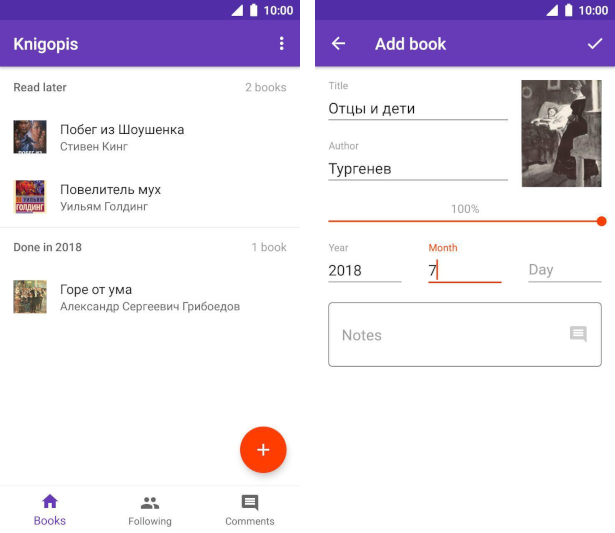 10:00
Knigopis
Read later 2 books
Побег из Шоушенка
Стивен Кинг
Повелитель мух
Уильям Голдинг
Done in 2018 1 book
Горе от ума
Александр Сергеевич Грибоедов
Books Following Comments
10:00
Add book
Title
Отцы и дети
Author
Тургенев
100%
Year Month
2018 7 Day
Notes